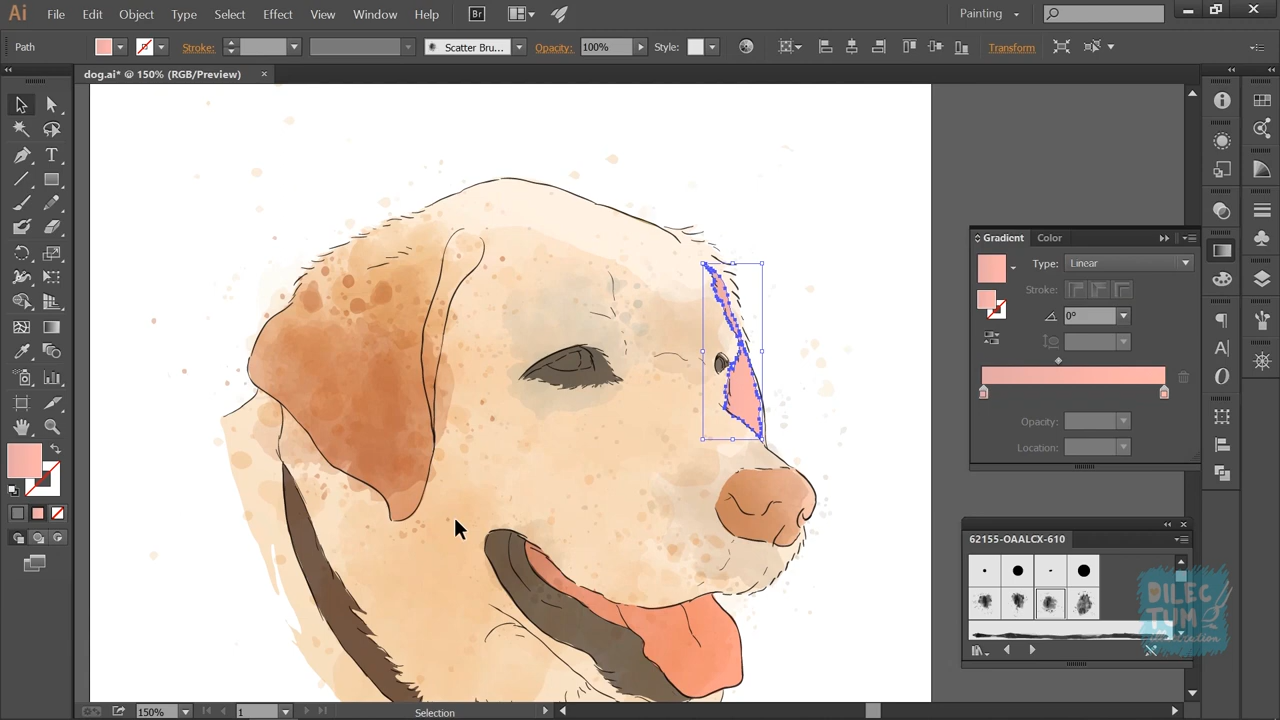 Ai File Edit Object Type Select Effect View Window Help Br Painting
Path Stroke: Scatter Bru... Opacity: 100% Style: Transform
dog.ai* @ 150% (RGB/Preview) ×
Gradient Color
Type: Linear
Stroke:
0°
Opacity:
Location:
62155-OAALCX-610
DILEC
TUM
150% 1 Selection